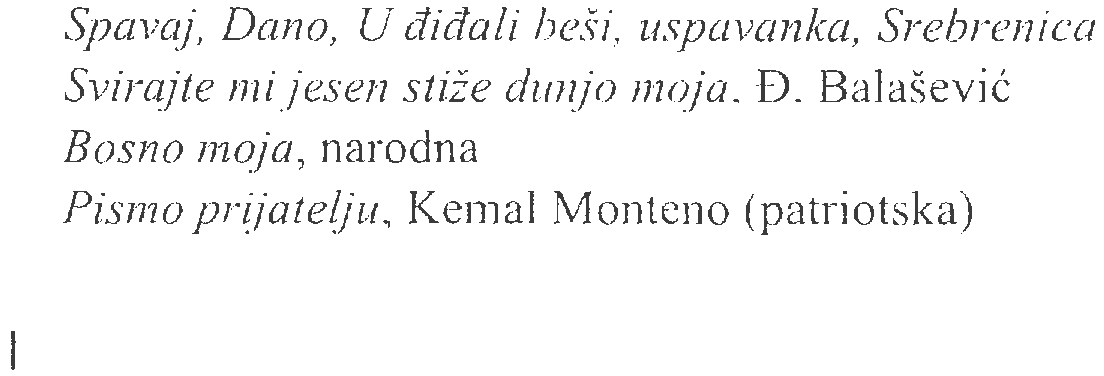 Spavaj, Dano, U điđali beši, uspavanka, Srebrenica
Svirajte mi jesen stiže dunjo moja. Đ. Balašević
Bosno moja, narodna
Pismo prijatelju, Kemal Monteno (patriotska)